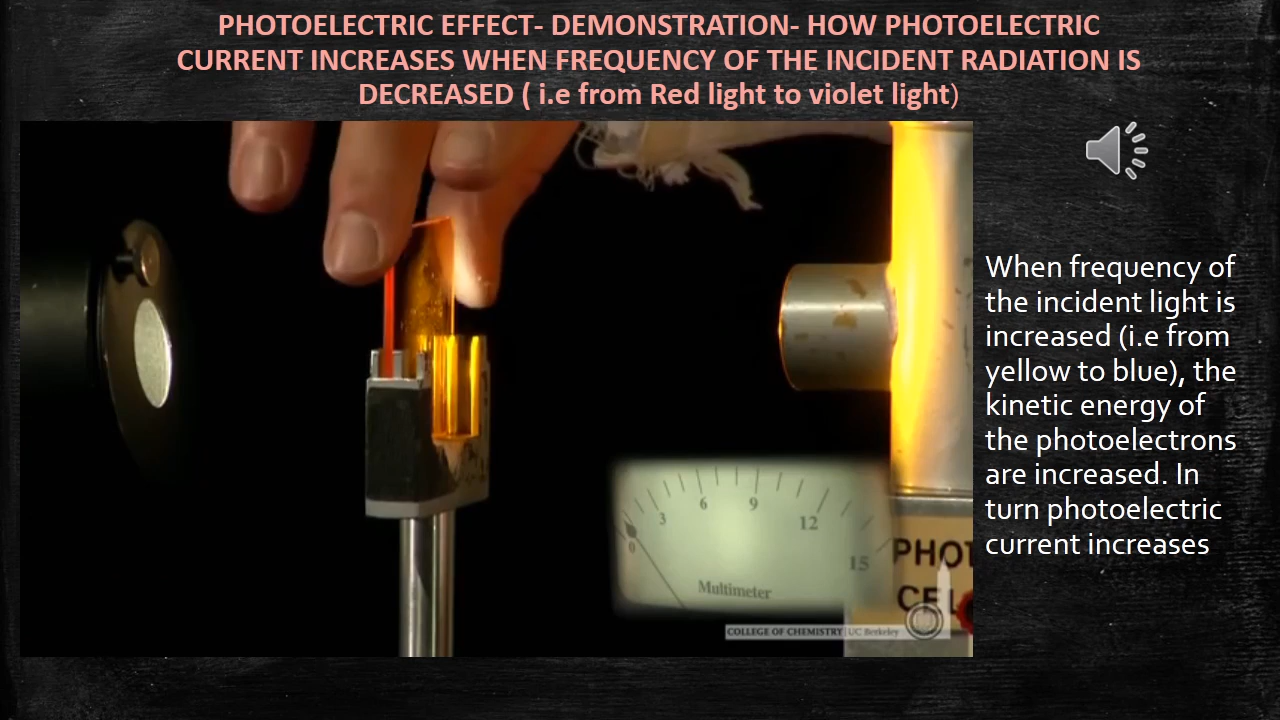 PHOTOELECTRIC EFFECT- DEMONSTRATION- HOW PHOTOELECTRIC
CURRENT INCREASES WHEN FREQUENCY OF THE INCIDENT RADIATION IS
DECREASED ( i.e from Red light to violet light)
When frequency of
the incident light is
increased (i.e from
yellow to blue), the
kinetic energy of
the photoelectrons
are increased. In
turn photoelectric
current increases
0 3 6 9 12 15
Multimeter
PHOT
CEL
COLLEGE OF CHEMISTRY UC Berkeley